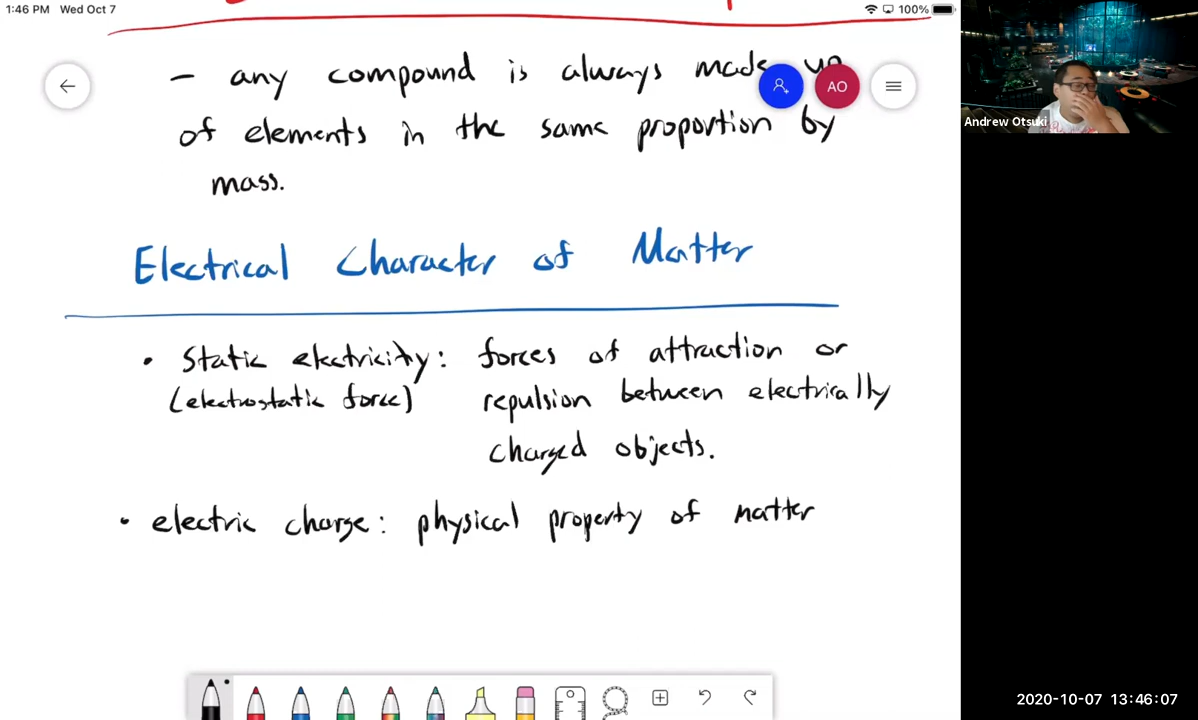 1:46 PM Wed Oct 7
100%
- any compound is always made up
AO
of elements in the same proportion by
mass.
Andrew Otsuki
Electrical Character of Matter
• Static electricity: forces of attraction or
(electrostatic force) repulsion between electrically
charged objects.
• electric charge: physical property of matter
2020-10-07 13:46:07